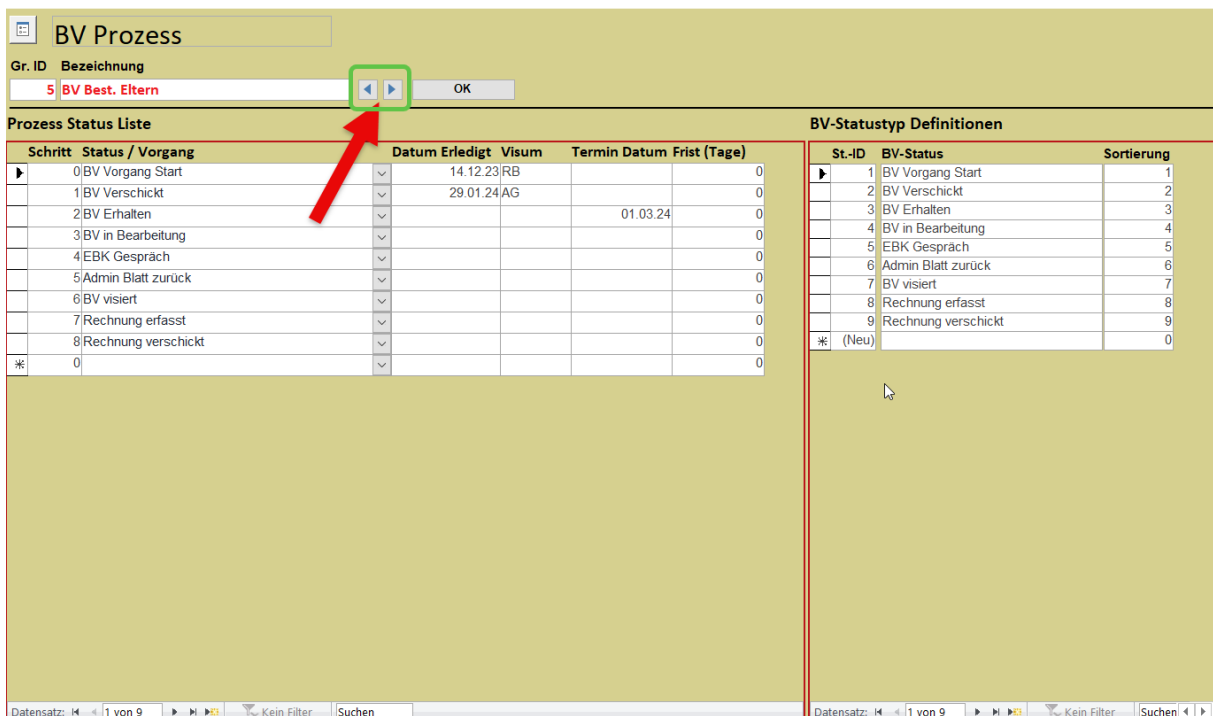 BV Prozess
Gr. ID Bezeichnung
5 BV Best. Eltern OK
Prozess Status Liste
Schritt Status / Vorgang Datum Erledigt Visum Termin Datum Frist (Tage)
0 BV Vorgang Start 14.12.23 RB 0
1 BV Verschickt 29.01.24 AG 0
2 BV Erhalten 01.03.24 0
3 BV in Bearbeitung 0
4 EBK Gespräch 0
5 Admin Blatt zurück 0
6 BV visiert 0
7 Rechnung erfasst 0
8 Rechnung verschickt 0
0 0
Datensatz: 1 von 9 Kein Filter Suchen
BV-Statustyp Definitionen
St.-ID BV-Status Sortierung
1 BV Vorgang Start 1
2 BV Verschickt 2
3 BV Erhalten 3
4 BV in Bearbeitung 4
5 EBK Gespräch 5
6 Admin Blatt zurück 6
7 BV visiert 7
8 Rechnung erfasst 8
9 Rechnung verschickt 9
(Neu) 0
Datensatz: 1 von 9 Kein Filter Suchen